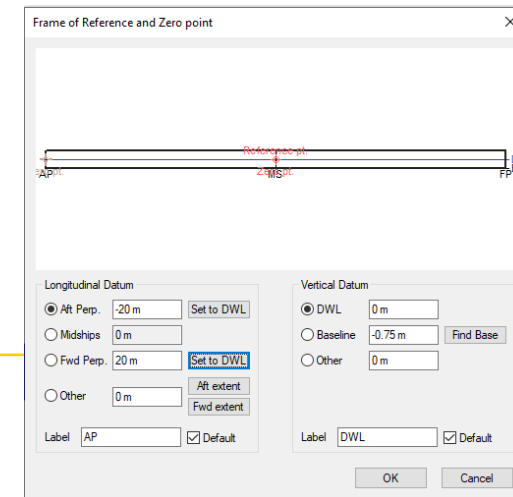 Frame of Reference and Zero point
Reference pt.
Zero pt.
AP
MS
FP
Longitudinal Datum
Aft Perp. -20 m Set to DWL
Midships 0 m
Fwd Perp. 20 m Set to DWL
Other 0 m Aft extent
Fwd extent
Label AP Default
Vertical Datum
DWL 0 m
Baseline -0.75 m Find Base
Other 0 m
Label DWL Default
OK Cancel